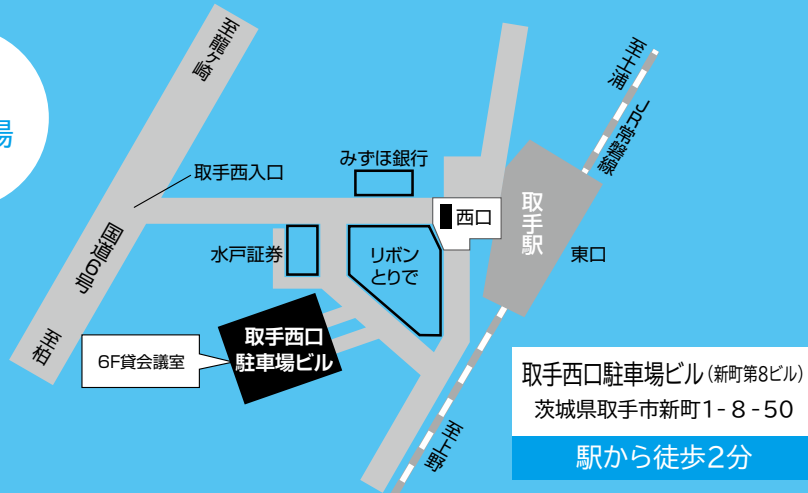 場
至龍ヶ崎
至土浦
JR常磐線
みずほ銀行
取手西入口
西口
取手駅
東口
国道6号
水戸証券
リボン
とりで
至柏
取手西口
駐車場ビル
6F貸会議室
至上野
取手西口駐車場ビル(新町第8ビル)
茨城県取手市新町1-8-50
駅から徒歩2分